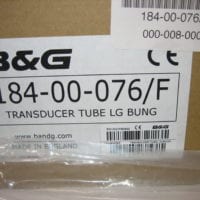 184-00-076/
000-008-000
B&G
CE
184-00-076/F
TRANSDUCER TUBE LG BUNG
MADE IN ENGLAND
www.bandg.com
B&G